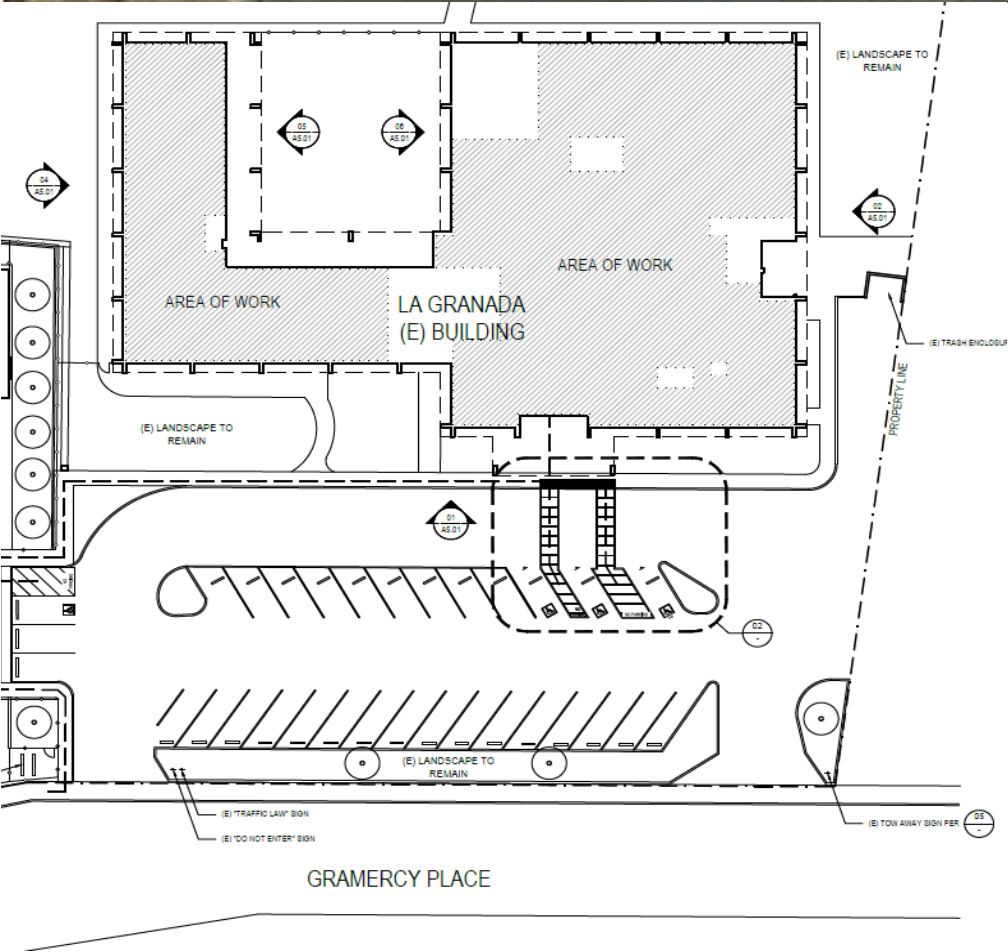 (E) LANDSCAPE TO
REMAIN
05
A5.01
06
A5.01
04
A5.01
02
A5.01
AREA OF WORK
AREA OF WORK
LA GRANADA
(E) BUILDING
(E) TRASH ENCLOSUR
PROPERTY LINE
(E) LANDSCAPE TO
REMAIN
01
A5.01
02
-
(E) LANDSCAPE TO
REMAIN
(E) "TRAFFIC LAW" SIGN
(E) "DO NOT ENTER" SIGN
(E) TOW AWAY SIGN PER
05
-
GRAMERCY PLACE